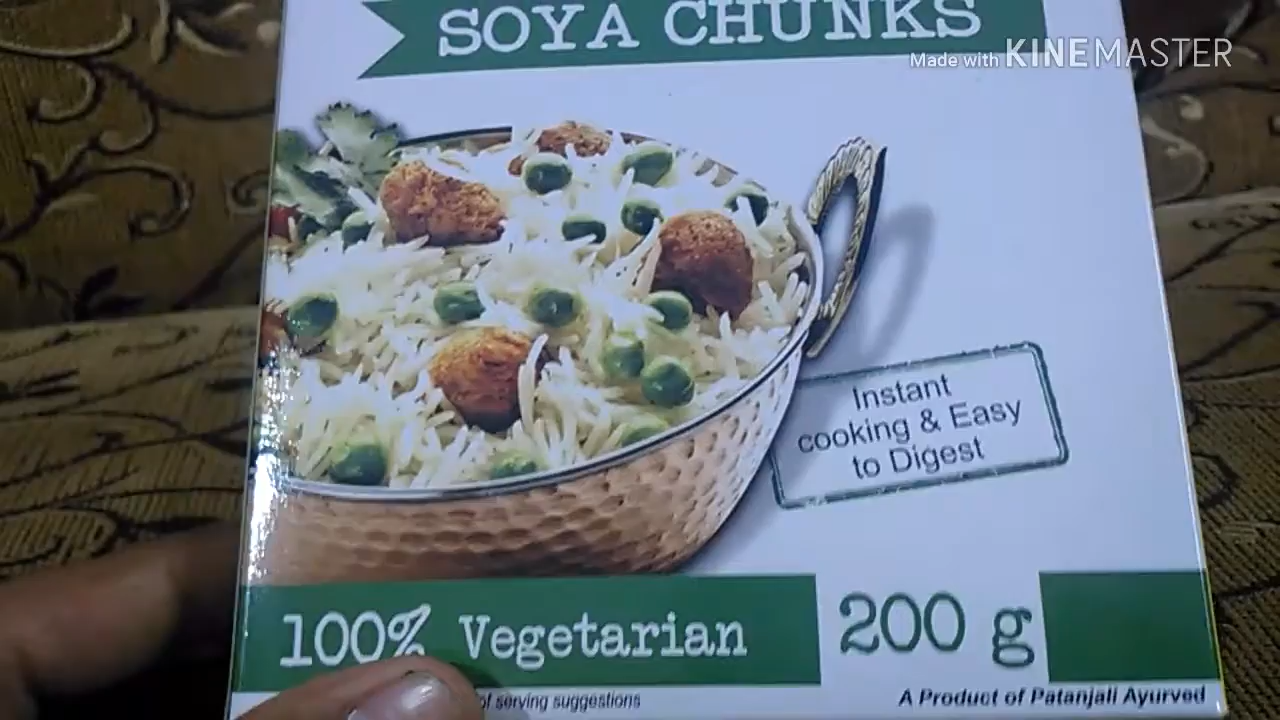 SOYA CHUNKS
Made with KINEMASTER
Instant
cooking & Easy
to Digest
100% Vegetarian
200 g
of serving suggestions
A Product of Patanjali Ayurved